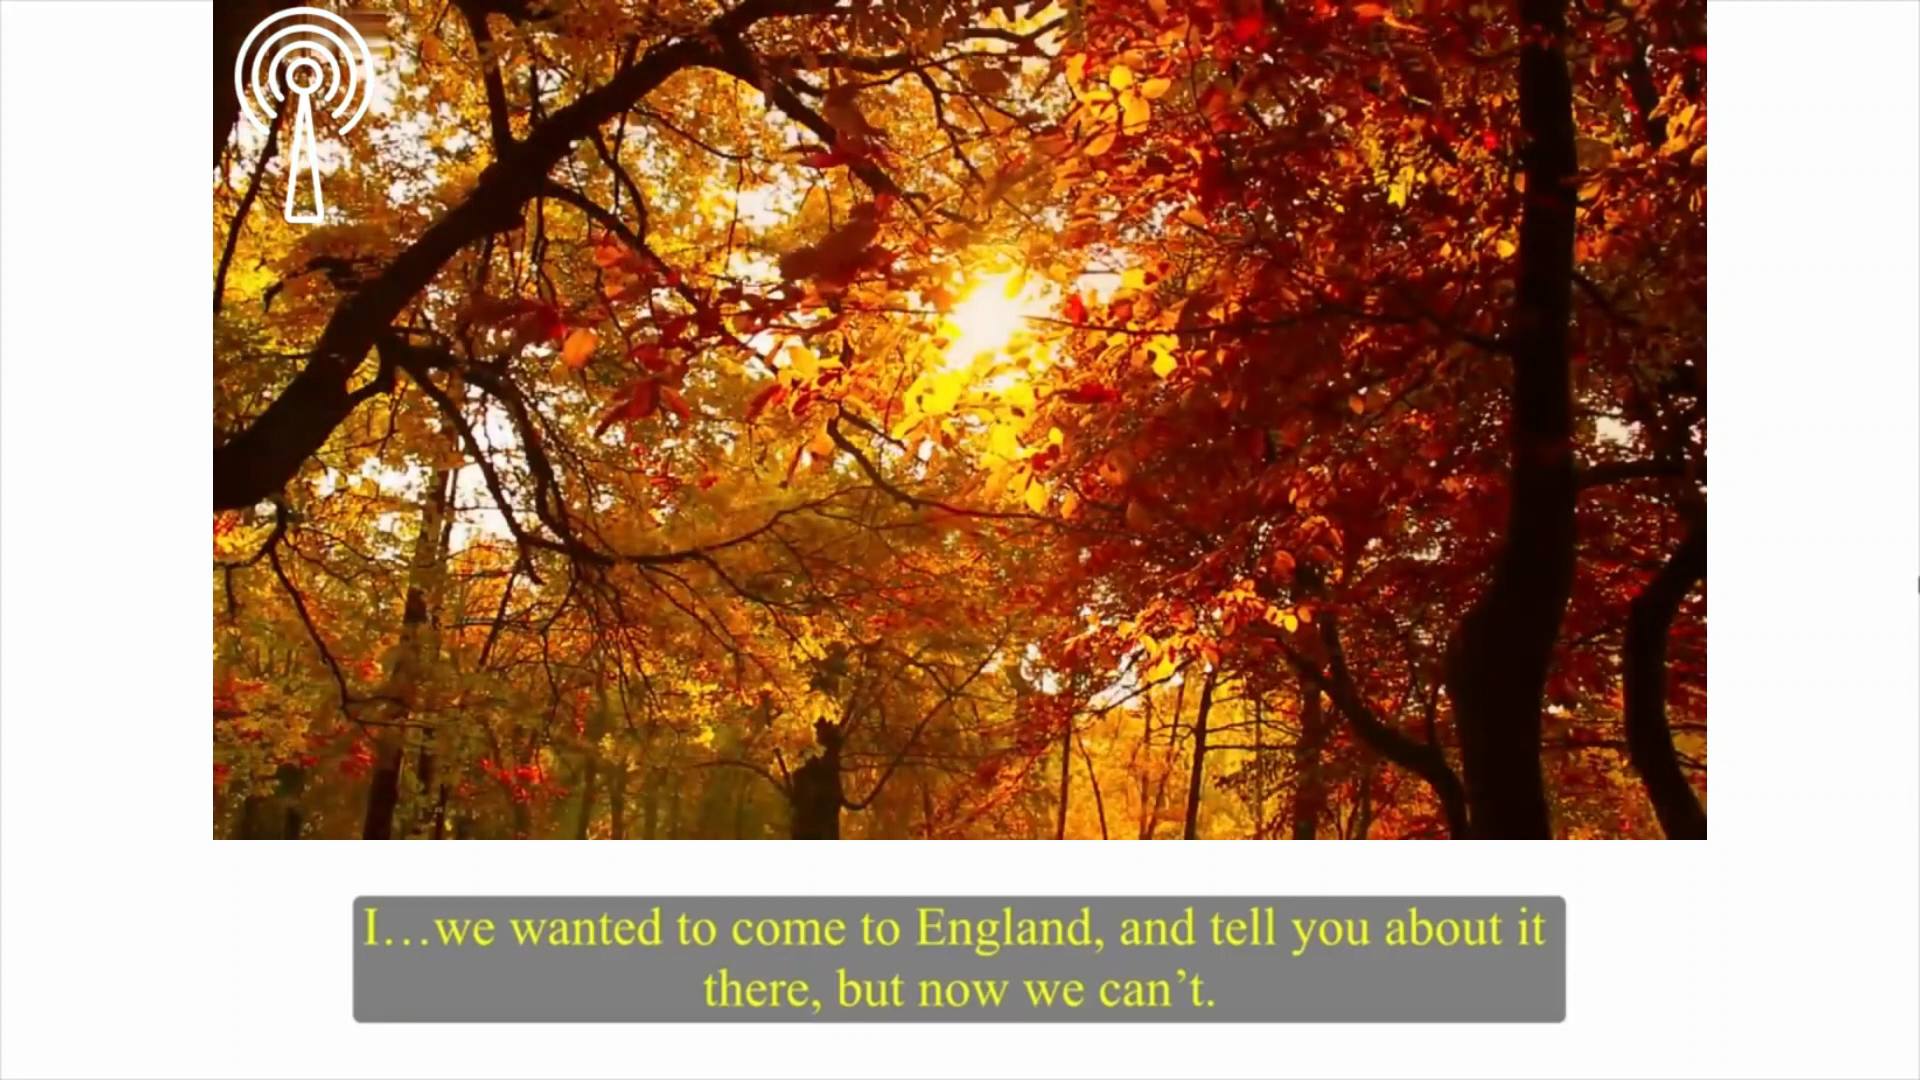 I…we wanted to come to England, and tell you about it
there, but now we can’t.